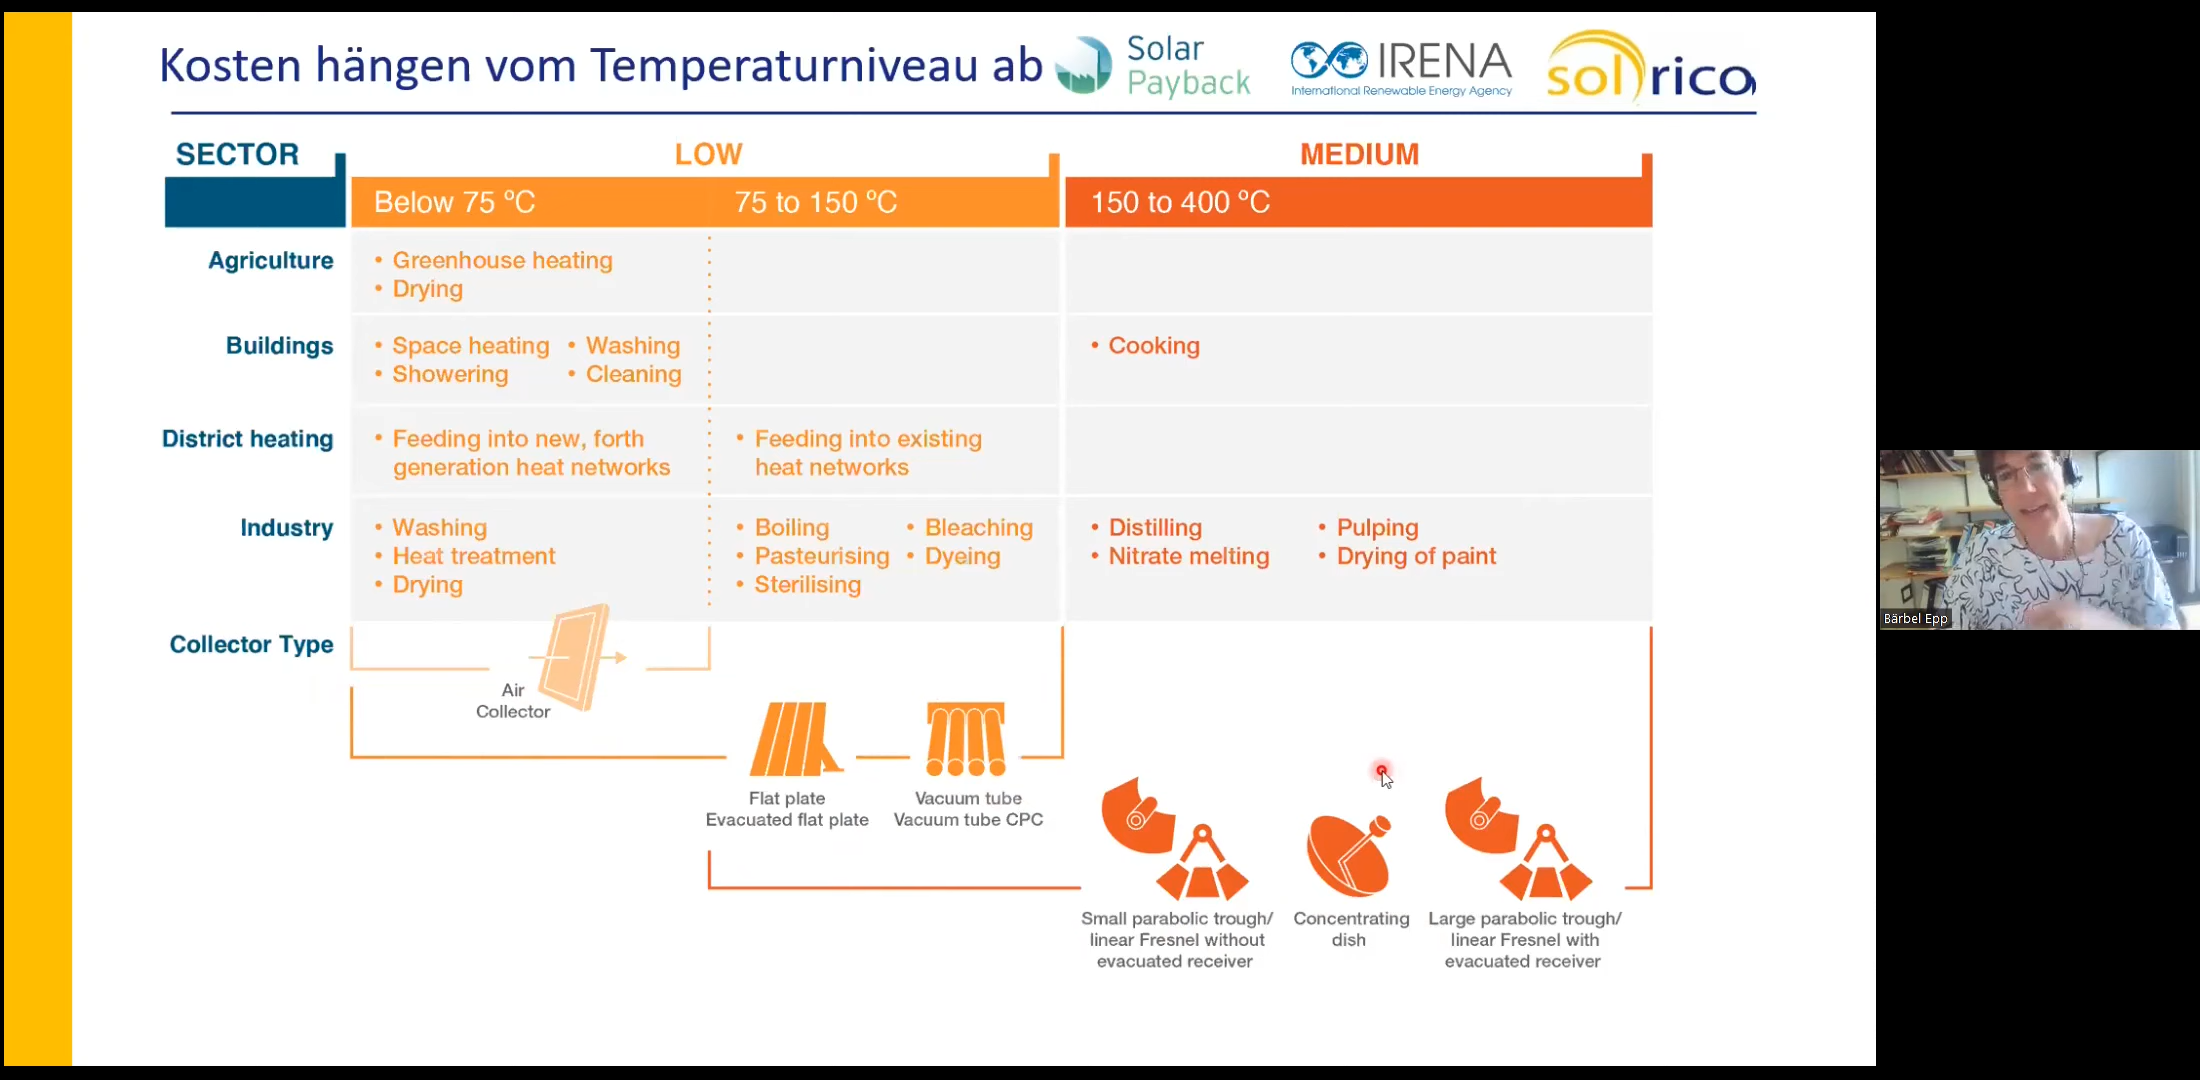 Kosten hängen vom Temperaturniveau ab
Solar
Payback
IRENA
International Renewable Energy Agency
solrico
SECTOR
LOW
MEDIUM
Below 75 ºC
75 to 150 ºC
150 to 400 ºC
Agriculture
• Greenhouse heating
• Drying
Buildings
• Space heating • Washing
• Showering • Cleaning
• Cooking
District heating
• Feeding into new, forth
generation heat networks
• Feeding into existing
heat networks
Industry
• Washing
• Heat treatment
• Drying
• Boiling • Bleaching
• Pasteurising • Dyeing
• Sterilising
• Distilling • Pulping
• Nitrate melting • Drying of paint
Collector Type
Air
Collector
Flat plate
Evacuated flat plate
Vacuum tube
Vacuum tube CPC
Small parabolic trough/
linear Fresnel without
evacuated receiver
Concentrating
dish
Large parabolic trough/
linear Fresnel with
evacuated receiver
Bärbel Epp